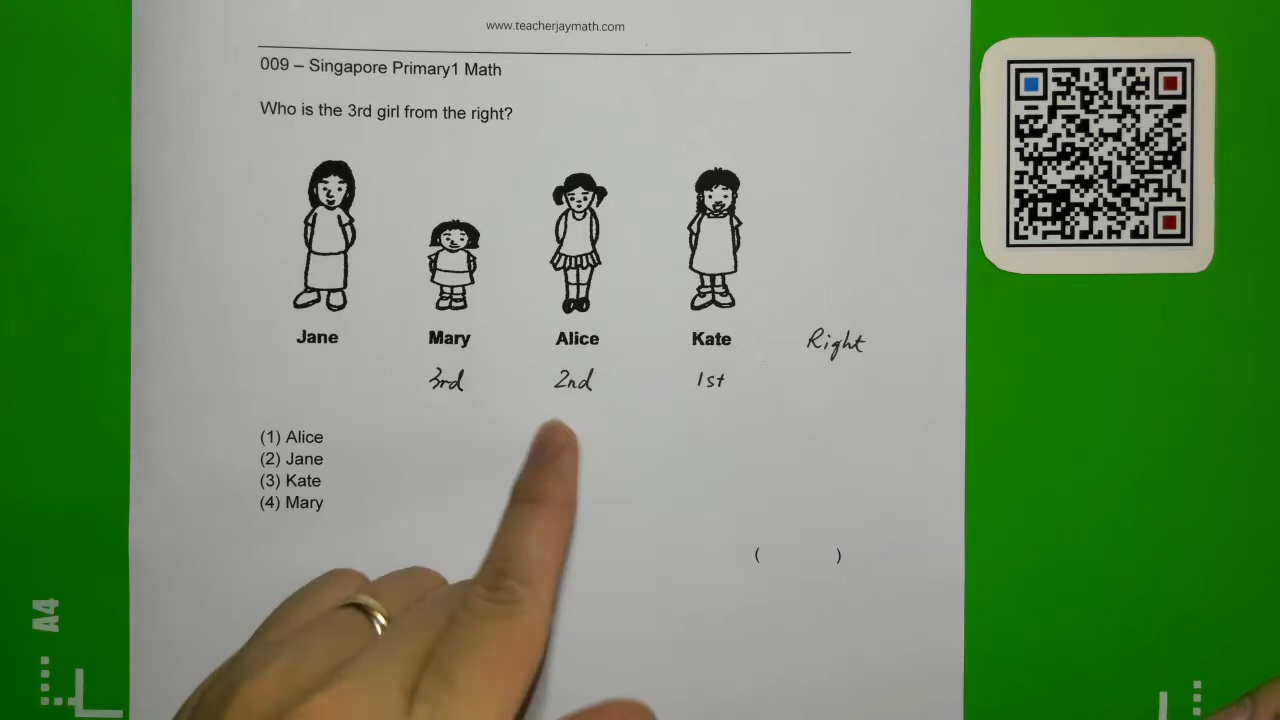 www.teacherjaymath.com
009 – Singapore Primary1 Math
Who is the 3rd girl from the right?
Jane Mary Alice Kate Right
3rd 2nd 1st
(1) Alice
(2) Jane
(3) Kate
(4) Mary
( )
A4